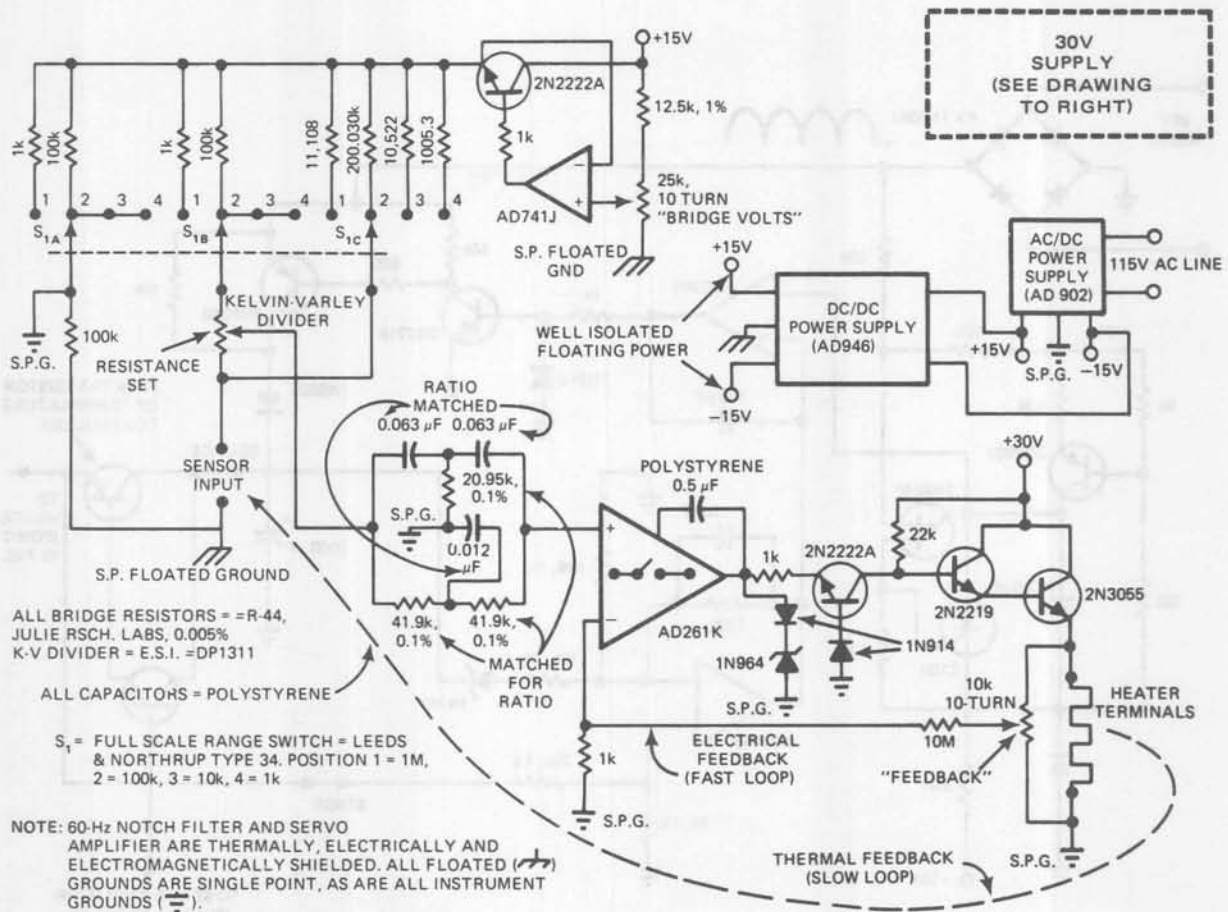 +15V
2N2222A
12.5k, 1%
1k
1k
100k
1k
100k
11,108
200.030k
10,522
1005.3
AD741J
25k,
10 TURN
"BRIDGE VOLTS"
S.P. FLOATED
GND
1
2
3
4
S1A
1
2
3
4
S1B
1
2
3
4
S1C
30V
SUPPLY
(SEE DRAWING
TO RIGHT)
+15V
DC/DC
POWER SUPPLY
(AD946)
WELL ISOLATED
FLOATING POWER
-15V
AC/DC
POWER
SUPPLY
(AD 902)
115V AC LINE
+15V
S.P.G.
-15V
S.P.G.
100k
KELVIN-VARLEY
DIVIDER
RESISTANCE
SET
SENSOR
INPUT
S.P. FLOATED GROUND
RATIO
MATCHED
0.063 µF
0.063 µF
20.95k,
0.1%
S.P.G.
0.012
µF
41.9k,
0.1%
41.9k,
0.1%
MATCHED
FOR
RATIO
POLYSTYRENE
0.5 µF
+
−
AD261K
1k
2N2222A
1N964
1N914
S.P.G.
+30V
22k
2N2219
2N3055
10k
10-TURN
"FEEDBACK"
HEATER
TERMINALS
10M
ELECTRICAL
FEEDBACK
(FAST LOOP)
1k
S.P.G.
S.P.G.
THERMAL FEEDBACK
(SLOW LOOP)
ALL BRIDGE RESISTORS = =R-44,
JULIE RSCH. LABS, 0.005%
K-V DIVIDER = E.S.I. =DP1311
ALL CAPACITORS = POLYSTYRENE
S1 = FULL SCALE RANGE SWITCH = LEEDS
& NORTHRUP TYPE 34. POSITION 1 = 1M,
2 = 100k, 3 = 10k, 4 = 1k
NOTE: 60-Hz NOTCH FILTER AND SERVO
AMPLIFIER ARE THERMALLY, ELECTRICALLY AND
ELECTROMAGNETICALLY SHIELDED. ALL FLOATED ( )
GROUNDS ARE SINGLE POINT, AS ARE ALL INSTRUMENT
GROUNDS ( ).